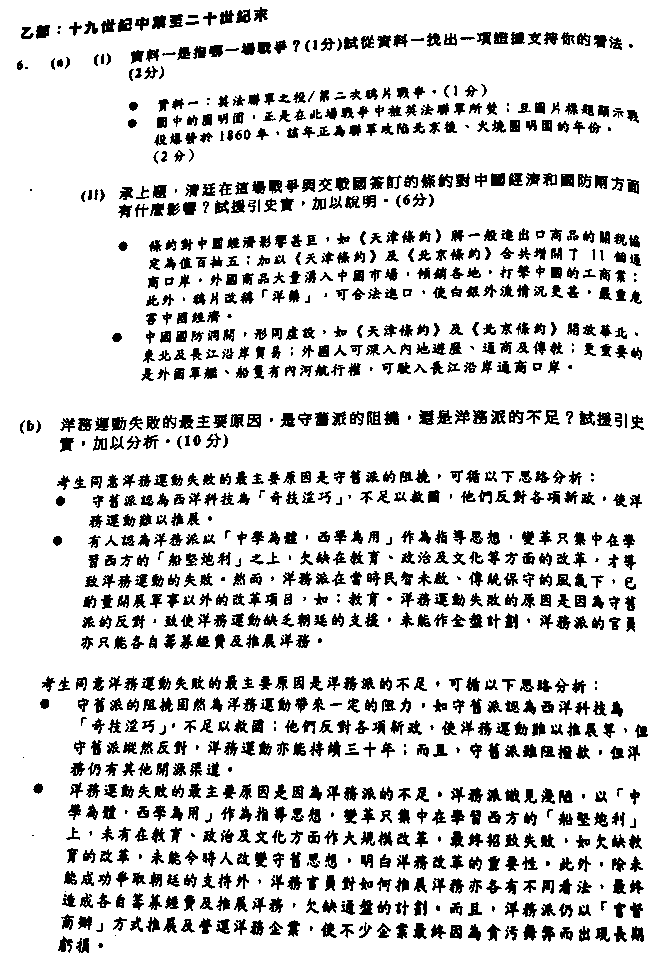 乙部：十九世紀中葉至二十世紀末
6. (a) (i) 資料一是指哪一場戰爭？(1分)試從資料一找出一項證據支持你的看法。
(2分)
● 資料一：英法聯軍之役/第二次鴉片戰爭。(1分)
● 圖中的圓明園，正是在此場戰爭中被英法聯軍所焚；且圖片標題顯示戰
役爆發於1860年，該年正為聯軍攻陷北京後、火燒圓明園的年份。
(2分)
(ii) 承上題，清廷在這場戰爭與交戰國簽訂的條約對中國經濟和國防兩方面
有什麼影響？試援引史實，加以說明。(6分)
● 條約對中國經濟影響甚巨，如《天津條約》將一般進出口商品的關稅協
定為值百抽五；加以《天津條約》及《北京條約》合共增開了 11 個通
商口岸，外國商品大量湧入中國市場，傾銷各地，打擊中國的工商業；
此外，鴉片改稱「洋藥」，可合法進口，使白銀外流情況更甚，嚴重危
害中國經濟。
● 中國國防洞開，形同虛設，如《天津條約》及《北京條約》開放華北、
東北及長江沿岸貿易；外國人可深入內地遊歷、通商及傳教；更重要的
是外國軍艦、船隻有內河航行權，可駛入長江沿岸通商口岸。
(b) 洋務運動失敗的最主要原因，是守舊派的阻撓，還是洋務派的不足？試援引史
實，加以分析。(10分)
考生同意洋務運動失敗的最主要原因是守舊派的阻撓，可循以下思路分析：
● 守舊派認為西洋科技為「奇技淫巧」，不足以救國，他們反對各項新政，使洋
務運動難以推展。
● 有人認為洋務派以「中學為體，西學為用」作為指導思想，變革只集中在學
習西方的「船堅炮利」之上，欠缺在教育、政治及文化等方面的改革，才導
致洋務運動的失敗。然而，洋務派在當時民智未啟、傳統保守的風氣下，已
酌量開展軍事以外的改革項目，如：教育。洋務運動失敗的原因是因為守舊
派的反對，致使洋務運動缺乏朝廷的支援，未能作全盤計劃，洋務派的官員
亦只能各自籌募經費及推展洋務。
考生同意洋務運動失敗的最主要原因是洋務派的不足，可循以下思路分析：
● 守舊派的阻撓固然為洋務運動帶來一定的阻力，如守舊派認為西洋科技為
「奇技淫巧」，不足以救國；他們反對各項新政，使洋務運動難以推展等，但
守舊派縱然反對，洋務運動亦能持續三十年；而且，守舊派雖阻撥款，但洋
務仍有其他開源渠道。
● 洋務運動失敗的最主要原因是因為洋務派的不足。洋務派識見淺陋，以「中
學為體，西學為用」作為指導思想，變革只集中在學習西方的「船堅炮利」
上，未有在教育、政治及文化方面作大規模改革，最終招致失敗，如欠缺教
育的改革，未能令時人改變守舊思想，明白洋務改革的重要性。此外，除未
能成功爭取朝廷的支持外，洋務官員對如何推展洋務亦各有不同看法，最終
造成各自籌募經費及推展洋務，欠缺通盤的計劃。而且，洋務派仍以「官督
商辦」方式推展及營運洋務企業，使不少企業最終因為貪污舞弊而出現長期
虧損。